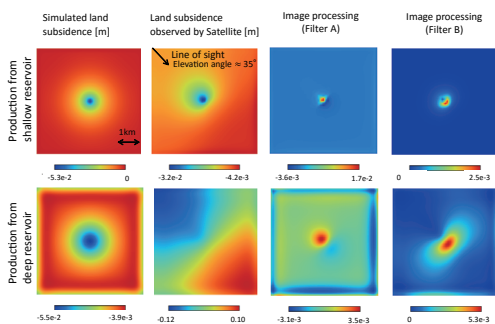 Simulated land
subsidence [m]
Land subsidence
observed by Satellite [m]
Image processing
(Filter A)
Image processing
(Filter B)
Production from
shallow reservoir
1km
Line of sight
Elevation angle ≈ 35°
-5.3e-2 0
-3.2e-2 -4.2e-2
-3.6e-3 1.7e-2
0 2.5e-3
Production from
deep reservoir
-5.5e-2 -3.9e-3
-0.12 0.10
-3.1e-3 3.5e-3
0 5.3e-3